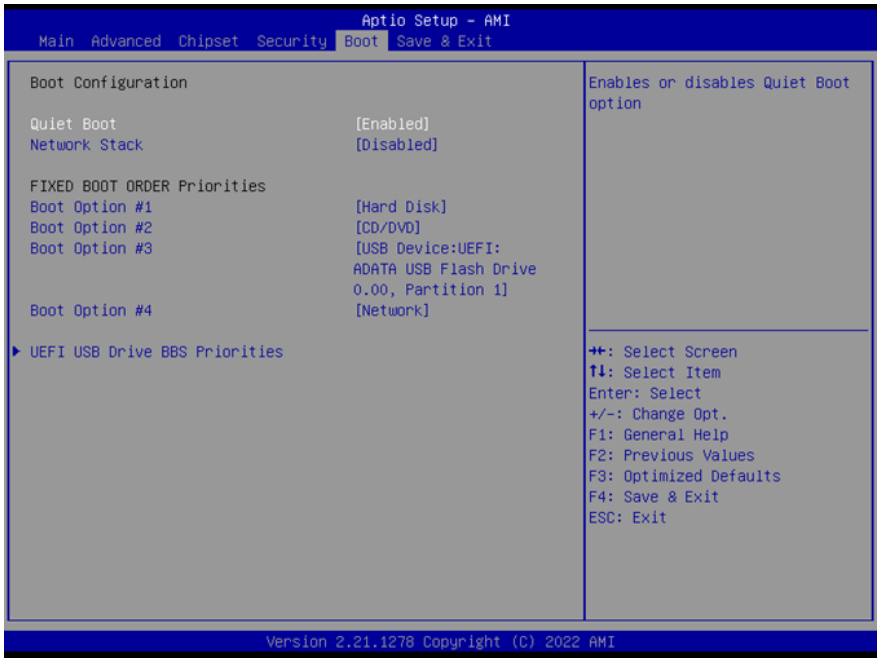 Aptio Setup – AMI
Main Advanced Chipset Security Boot Save & Exit
Boot Configuration
Quiet Boot [Enabled]
Network Stack [Disabled]
FIXED BOOT ORDER Priorities
Boot Option #1 [Hard Disk]
Boot Option #2 [CD/DVD]
Boot Option #3 [USB Device:UEFI:
ADATA USB Flash Drive
0.00, Partition 1]
Boot Option #4 [Network]
UEFI USB Drive BBS Priorities
Enables or disables Quiet Boot
option
→←: Select Screen
↑↓: Select Item
Enter: Select
+/-: Change Opt.
F1: General Help
F2: Previous Values
F3: Optimized Defaults
F4: Save & Exit
ESC: Exit
Version 2.21.1278 Copyright (C) 2022 AMI